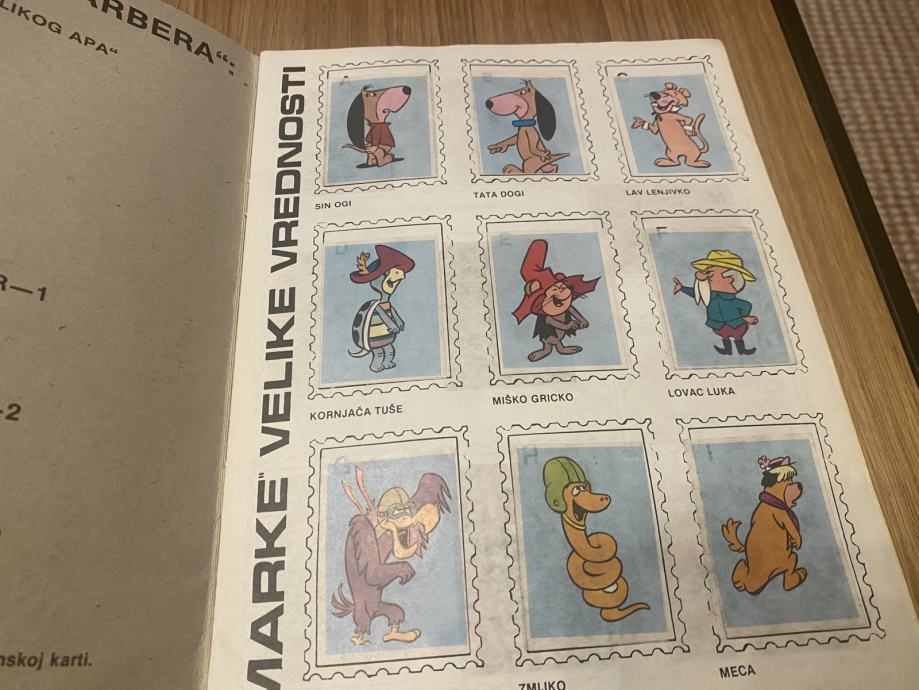 ARBERA“:
LIKOG APA“
R—1
-2
nskoj karti.
MARKE" VELIKE VREDNOSTI
A
B
C
SIN OGI
TATA DOGI
LAV LENJIVKO
D
E
F
KORNJAČA TUŠE
MIŠKO GRICKO
LOVAC LUKA
G
H
I
ZMIJKO
MECA